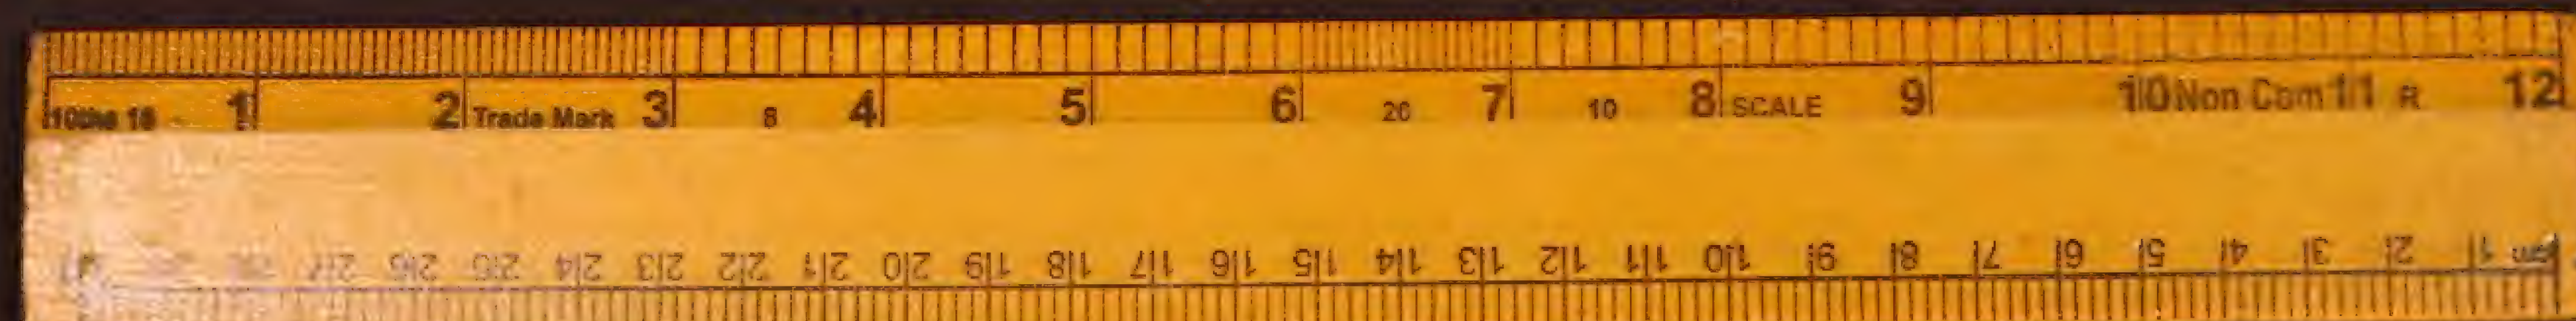 10ths 16 1 2 Trade Mark 3 8 4 5 6 20 7 10 8 SCALE 9 10 Non Com 11 R 12
27 26 25 24 23 22 21 20 19 18 17 16 15 14 13 12 11 10 9 8 7 6 5 4 3 2 1 cm